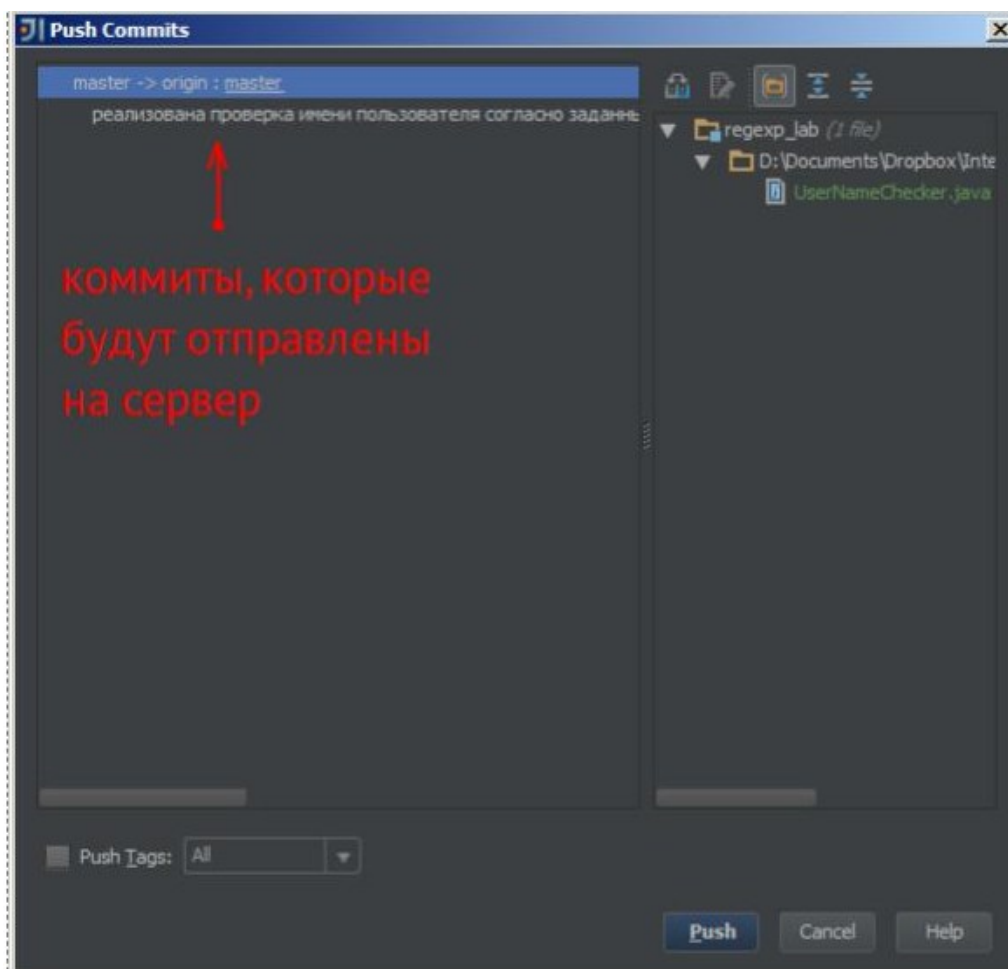 Push Commits
master -> origin : master
реализована проверка имени пользователя согласно заданнь
коммиты, которые
будут отправлены
на сервер
regexp_lab (1 file)
D:\Documents\Dropbox\Inte
UserNameChecker.java
Push Tags: All
Push Cancel Help